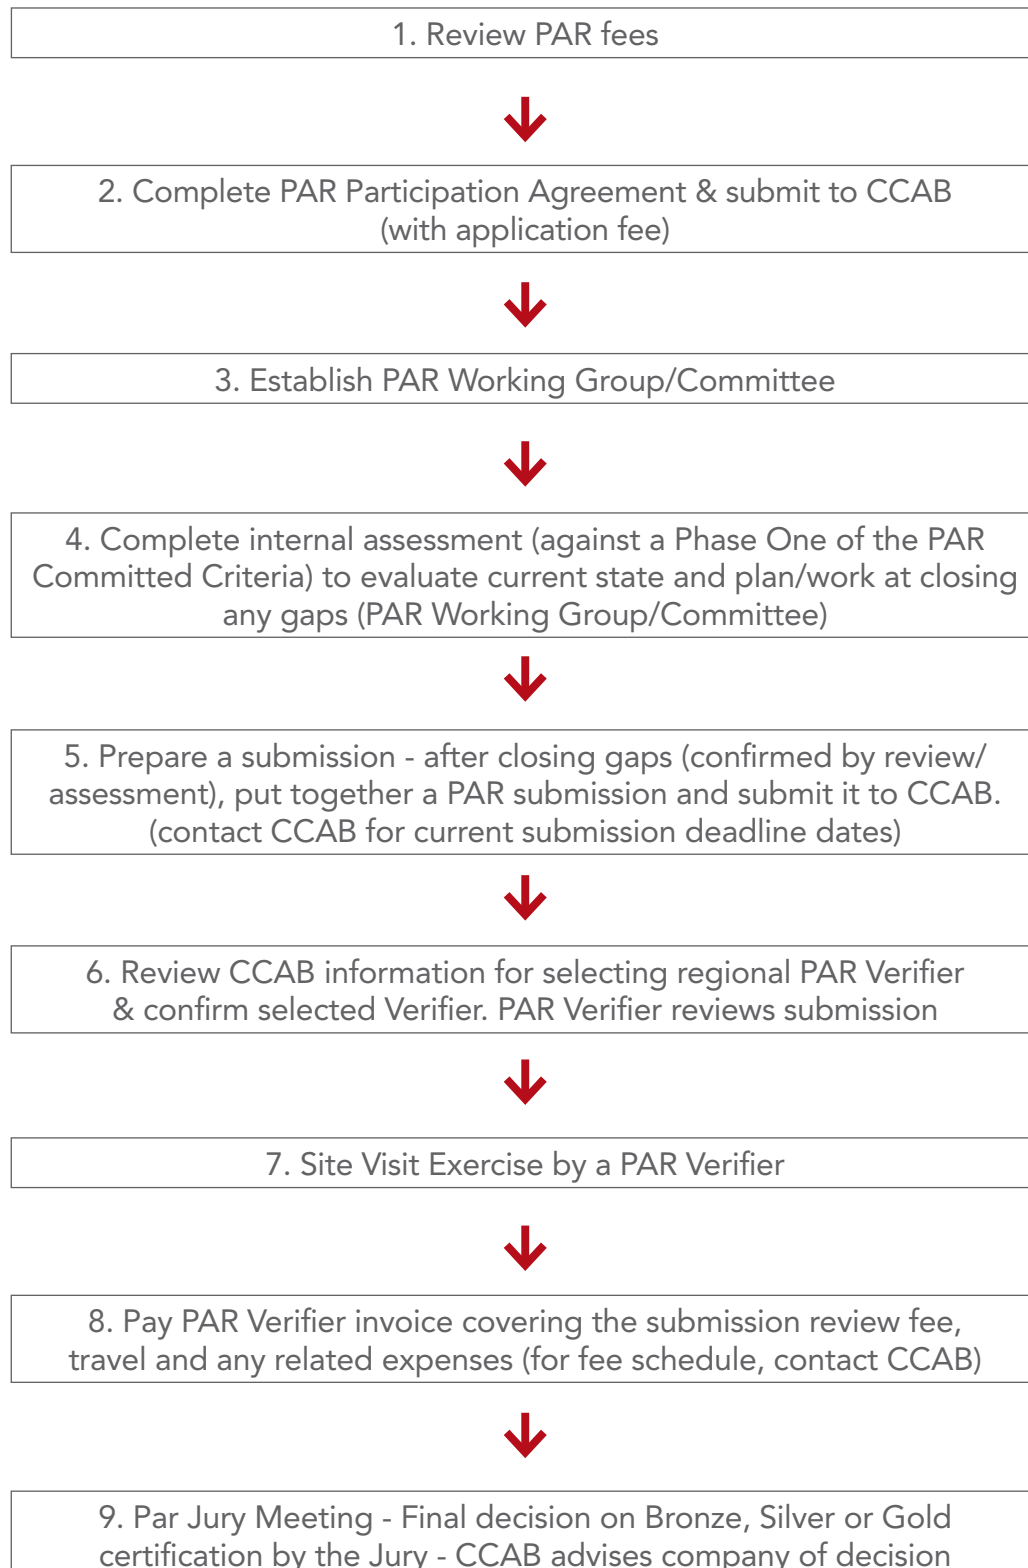 1. Review PAR fees
2. Complete PAR Participation Agreement & submit to CCAB
(with application fee)
3. Establish PAR Working Group/Committee
4. Complete internal assessment (against a Phase One of the PAR
Committed Criteria) to evaluate current state and plan/work at closing
any gaps (PAR Working Group/Committee)
5. Prepare a submission - after closing gaps (confirmed by review/
assessment), put together a PAR submission and submit it to CCAB.
(contact CCAB for current submission deadline dates)
6. Review CCAB information for selecting regional PAR Verifier
& confirm selected Verifier. PAR Verifier reviews submission
7. Site Visit Exercise by a PAR Verifier
8. Pay PAR Verifier invoice covering the submission review fee,
travel and any related expenses (for fee schedule, contact CCAB)
9. Par Jury Meeting - Final decision on Bronze, Silver or Gold
certification by the Jury - CCAB advises company of decision